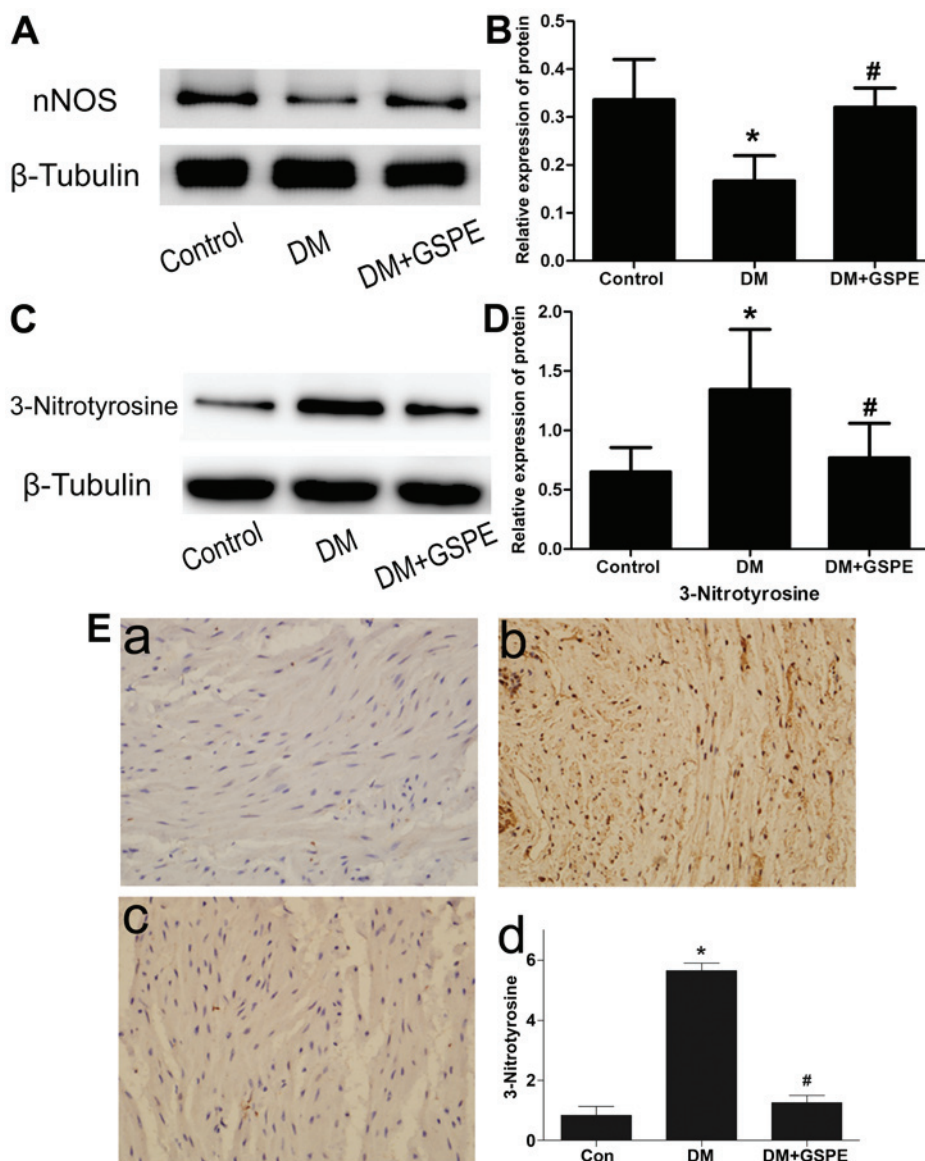 A
nNOS
β-Tubulin
Control DM DM+GSPE
B
Relative expression of protein
0.4
0.3
0.2
0.1
0.0
*
#
Control DM DM+GSPE
C
3-Nitrotyrosine
β-Tubulin
Control DM DM+GSPE
D
Relative expression of protein
2.0
1.5
1.0
0.5
0.0
*
#
Control DM DM+GSPE
3-Nitrotyrosine
E
a
b
c
d
3-Nitrotyrosine
6
4
2
0
*
#
Con DM DM+GSPE